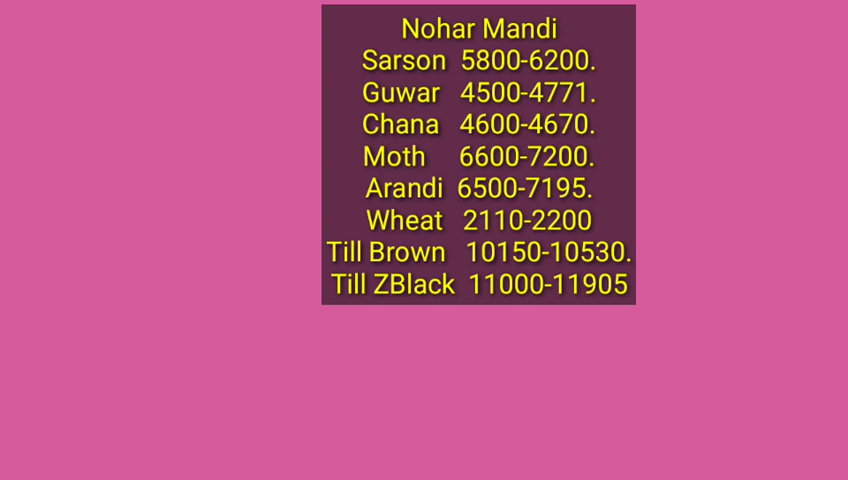 Nohar Mandi
Sarson 5800-6200.
Guwar 4500-4771.
Chana 4600-4670.
Moth 6600-7200.
Arandi 6500-7195.
Wheat 2110-2200
Till Brown 10150-10530.
Till ZBlack 11000-11905